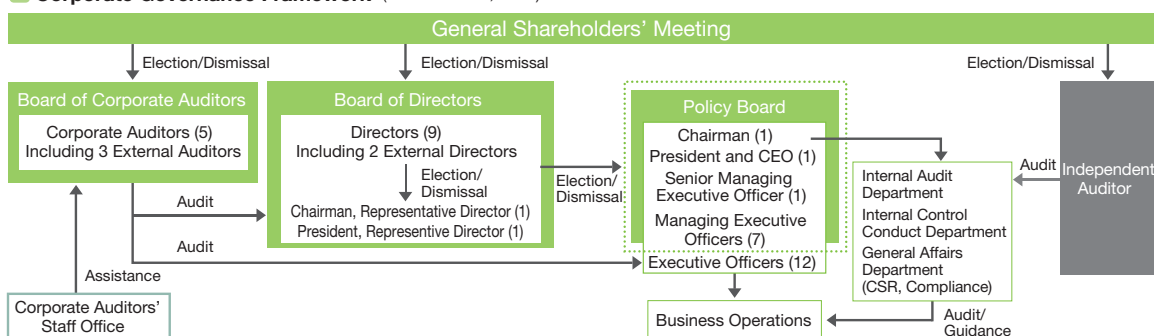 General Shareholders' Meeting
Election/Dismissal
Election/Dismissal
Election/Dismissal
Board of Corporate Auditors
Corporate Auditors (5)
Including 3 External Auditors
Board of Directors
Directors (9)
Including 2 External Directors
Election/
Dismissal
Chairman, Representative Director (1)
President, Representive Director (1)
Election/
Dismissal
Policy Board
Chairman (1)
President and CEO (1)
Senior Managing
Executive Officer (1)
Managing Executive
Officers (7)
Executive Officers (12)
Internal Audit
Department
Internal Control
Conduct Department
General Affairs
Department
(CSR, Compliance)
Audit
Independent
Auditor
Audit
Audit
Assistance
Corporate Auditors'
Staff Office
Business Operations
Audit/
Guidance